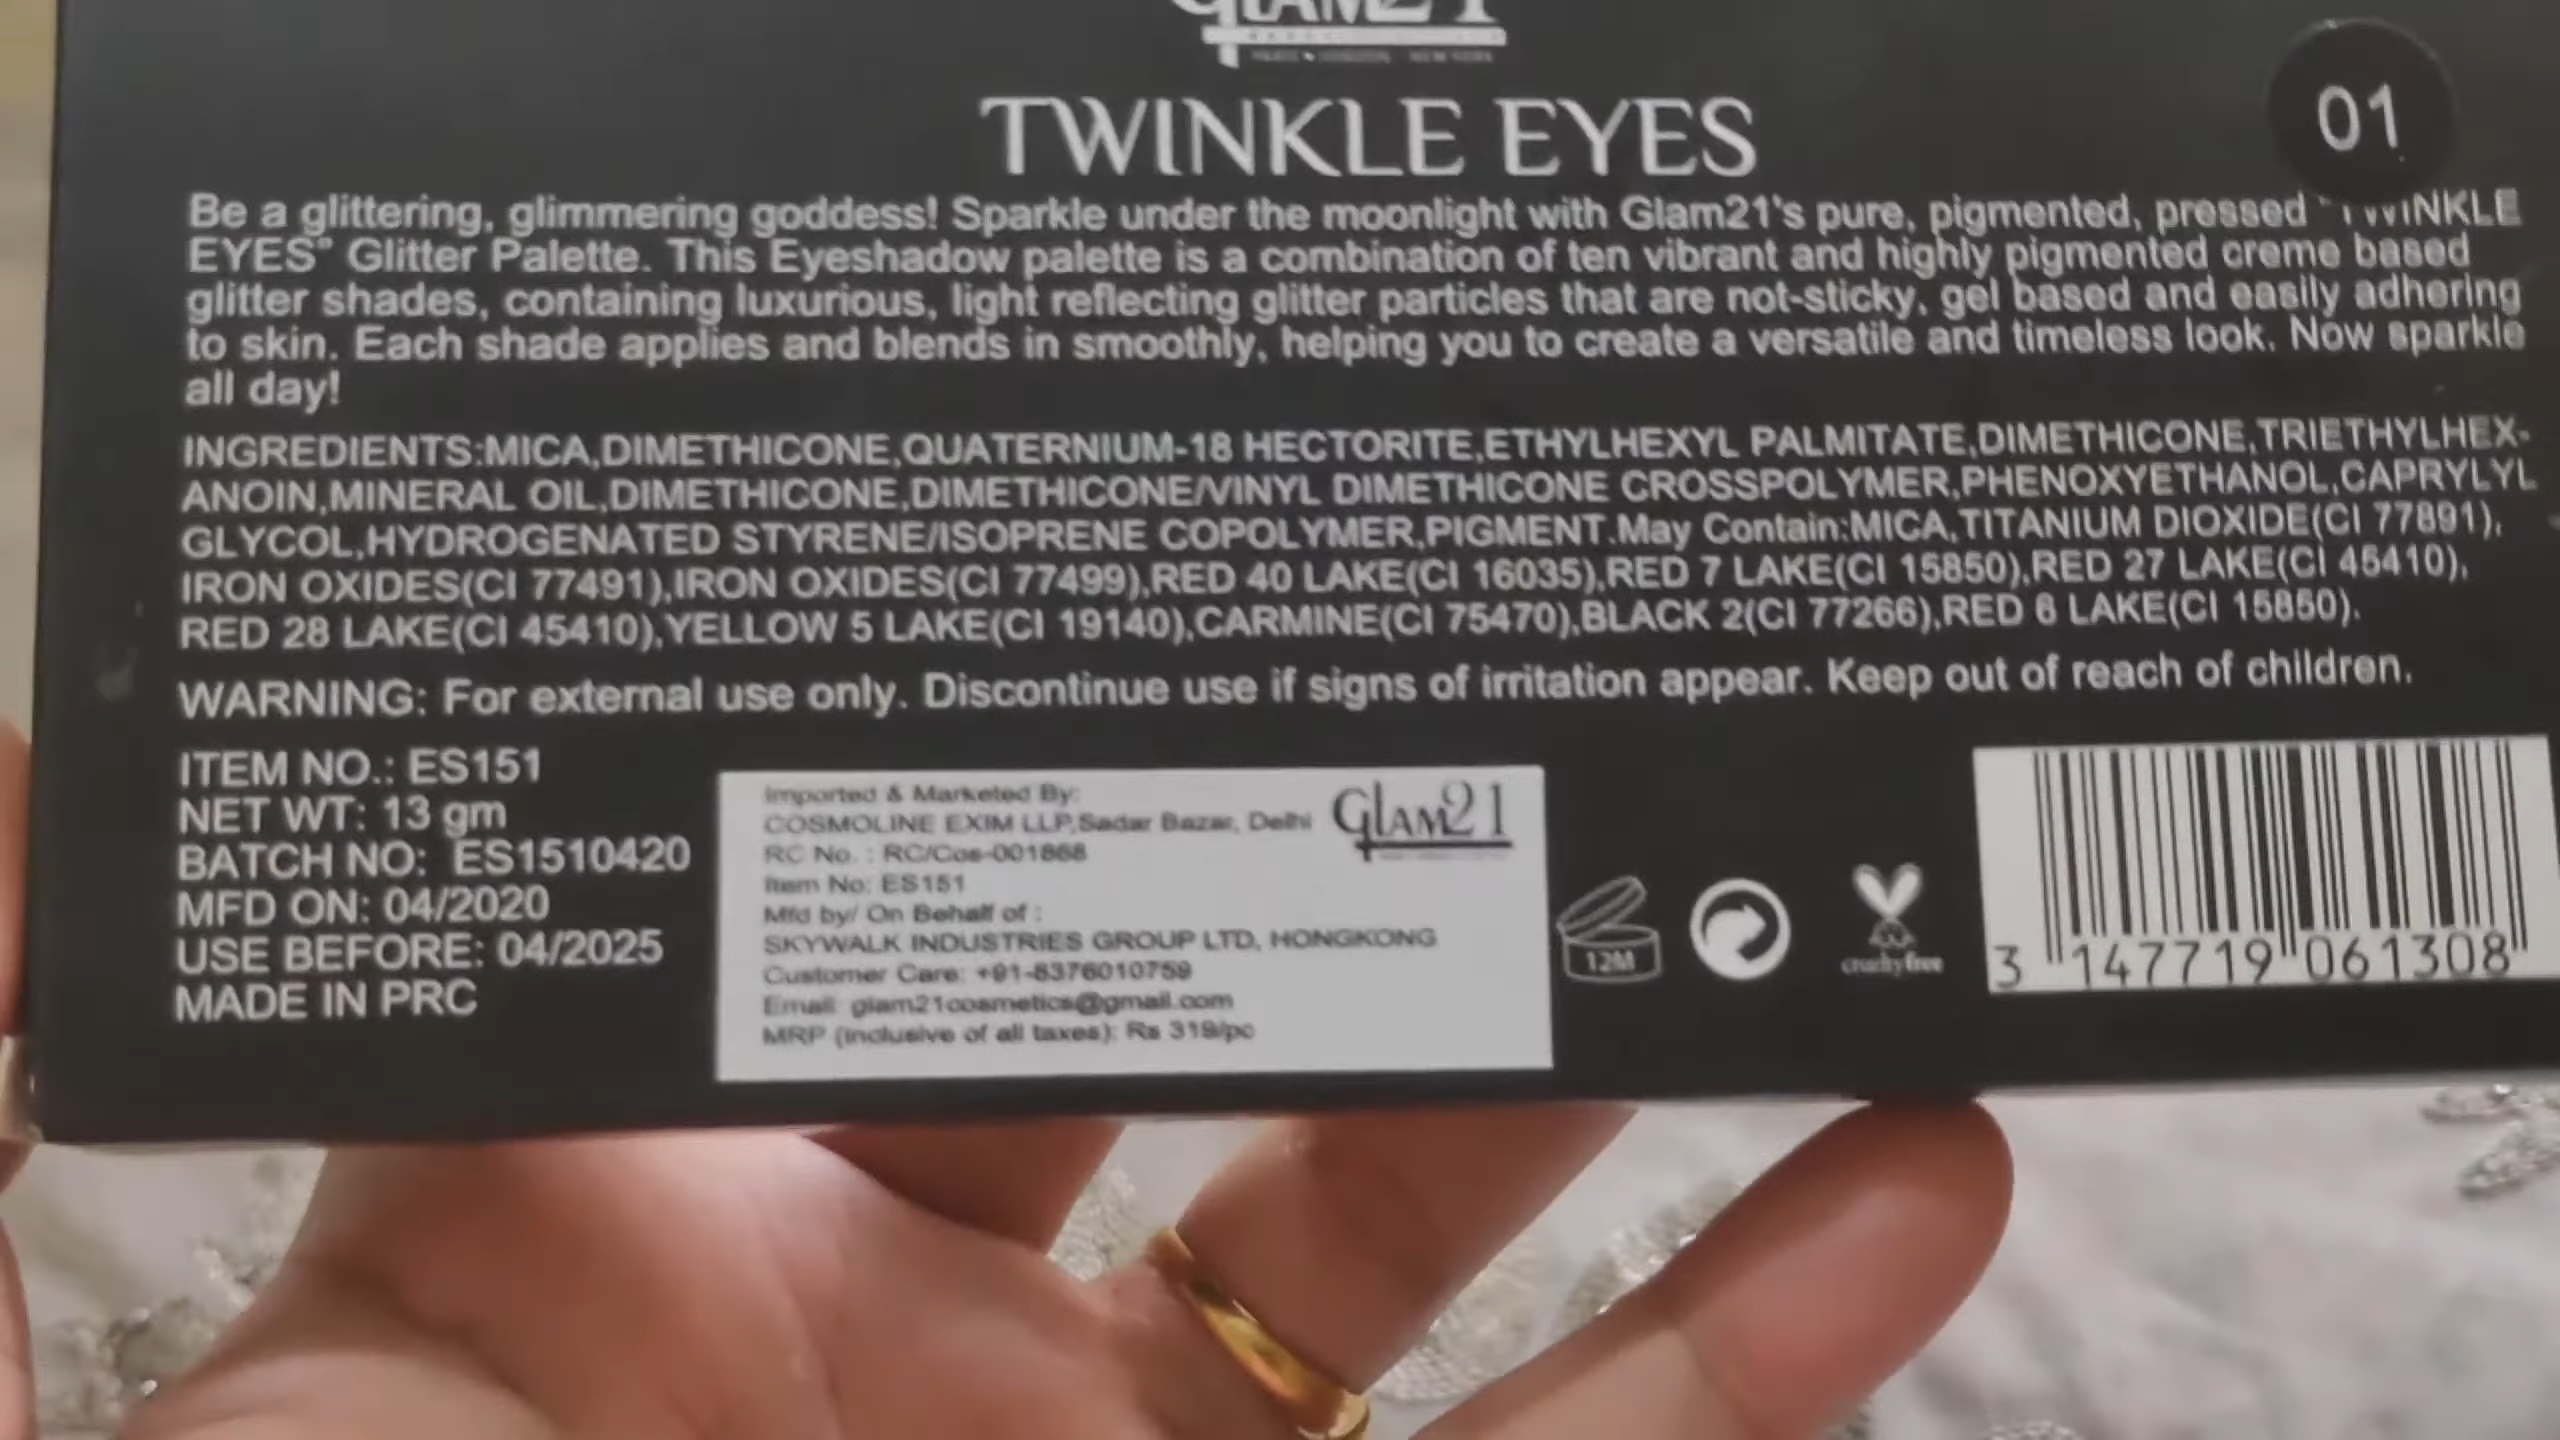 GLAM21
TWINKLE EYES
01
Be a glittering, glimmering goddess! Sparkle under the moonlight with Glam21's pure, pigmented, pressed "TWINKLE
EYES" Glitter Palette. This Eyeshadow palette is a combination of ten vibrant and highly pigmented creme based
glitter shades, containing luxurious, light reflecting glitter particles that are not-sticky, gel based and easily adhering
to skin. Each shade applies and blends in smoothly, helping you to create a versatile and timeless look. Now sparkle
all day!
INGREDIENTS:MICA,DIMETHICONE,QUATERNIUM-18 HECTORITE,ETHYLHEXYL PALMITATE,DIMETHICONE,TRIETHYLHEX-
ANOIN,MINERAL OIL,DIMETHICONE,DIMETHICONE/VINYL DIMETHICONE CROSSPOLYMER,PHENOXYETHANOL,CAPRYLYL
GLYCOL,HYDROGENATED STYRENE/ISOPRENE COPOLYMER,PIGMENT.May Contain:MICA,TITANIUM DIOXIDE(CI 77891),
IRON OXIDES(CI 77491),IRON OXIDES(CI 77499),RED 40 LAKE(CI 16035),RED 7 LAKE(CI 15850),RED 27 LAKE(CI 45410),
RED 28 LAKE(CI 45410),YELLOW 5 LAKE(CI 19140),CARMINE(CI 75470),BLACK 2(CI 77266),RED 6 LAKE(CI 15850).
WARNING: For external use only. Discontinue use if signs of irritation appear. Keep out of reach of children.
ITEM NO.: ES151
NET WT: 13 gm
BATCH NO: ES1510420
MFD ON: 04/2020
USE BEFORE: 04/2025
MADE IN PRC
Imported & Marketed By:
COSMOLINE EXIM LLP,Sadar Bazar, Delhi
RC No. : RC/Cos-001868
Item No: ES151
Mfd by/ On Behalf of :
SKYWALK INDUSTRIES GROUP LTD, HONGKONG
Customer Care: +91-8376010759
Email: glam21cosmetics@gmail.com
MRP (inclusive of all taxes): Rs 319/pc
GLAM21
12M
cruelty free
3 147719 061308